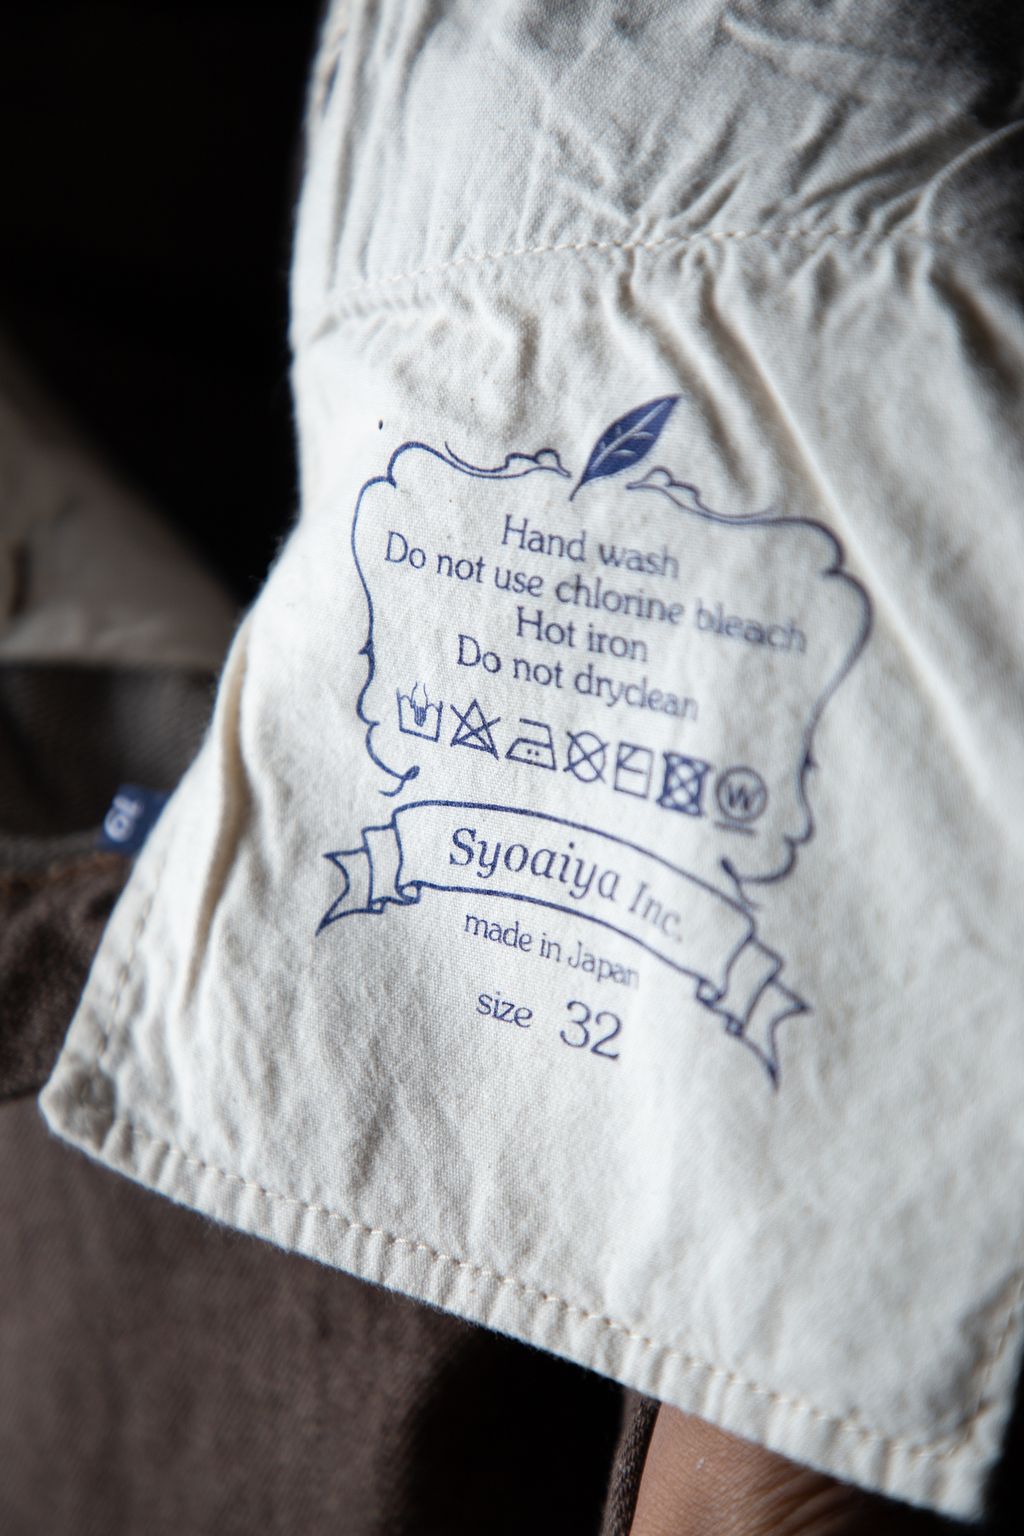 Hand wash
Do not use chlorine bleach
Hot iron
Do not dryclean
W
Syoaiya Inc.
made in Japan
size 32